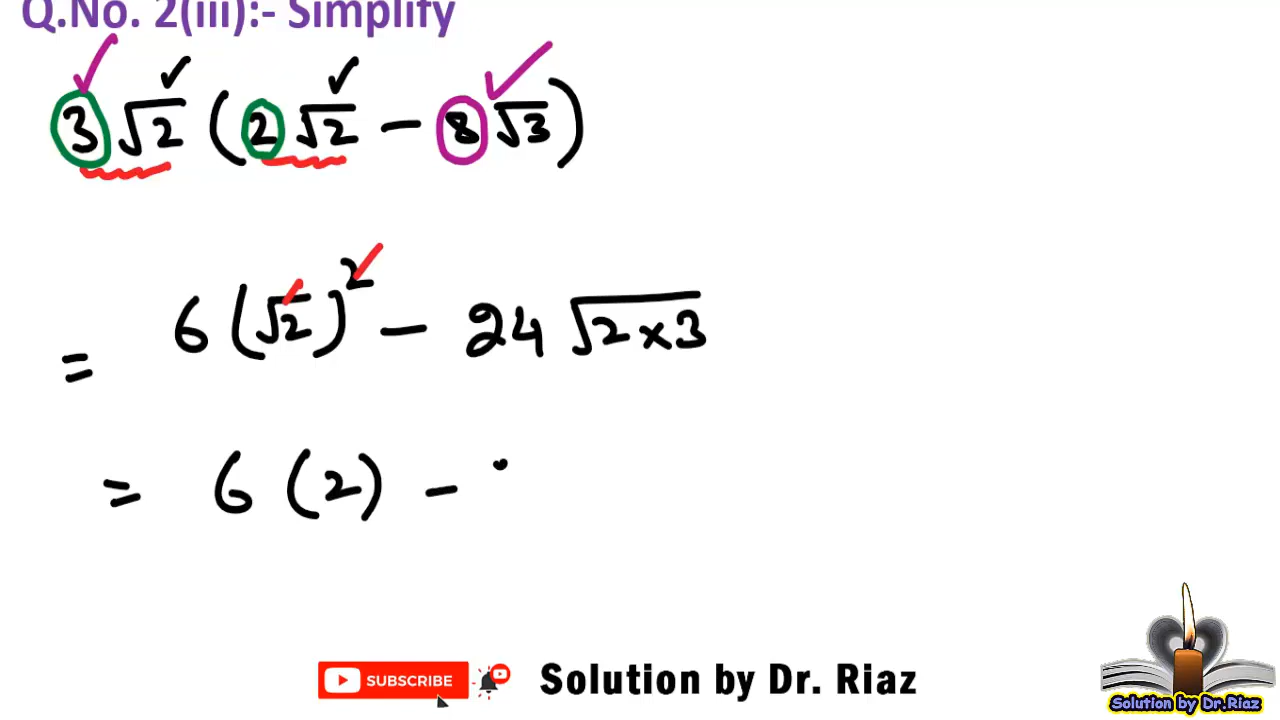 Q.No. 2(iii):- Simplify
3√2 (2√2 - 8√3)
= 6(√2)² - 24√2×3
= 6(2) -
SUBSCRIBE
Solution by Dr. Riaz
Solution by Dr.Riaz